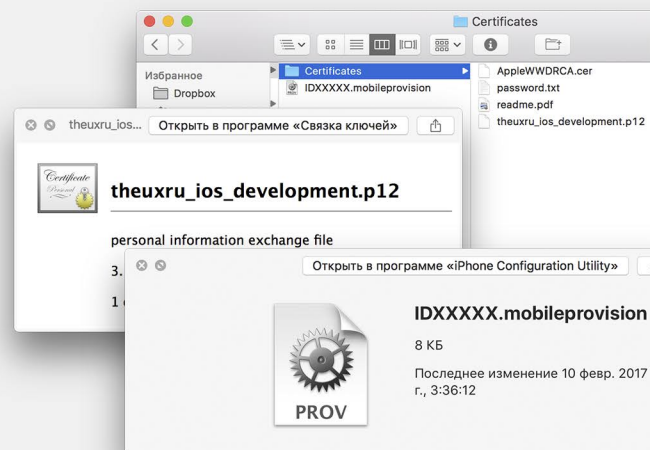 Certificates
Избранное
Dropbox
Certificates
IDXXXXX.mobileprovision
AppleWWDRCA.cer
password.txt
readme.pdf
theuxru_ios_development.p12
theuxru_ios...
Открыть в программе «Связка ключей»
Certificate
Personal
theuxru_ios_development.p12
personal information exchange file
3.
1
Открыть в программе «iPhone Configuration Utility»
PROV
IDXXXXX.mobileprovision
8 КБ
Последнее изменение 10 февр. 2017
г., 3:36:12